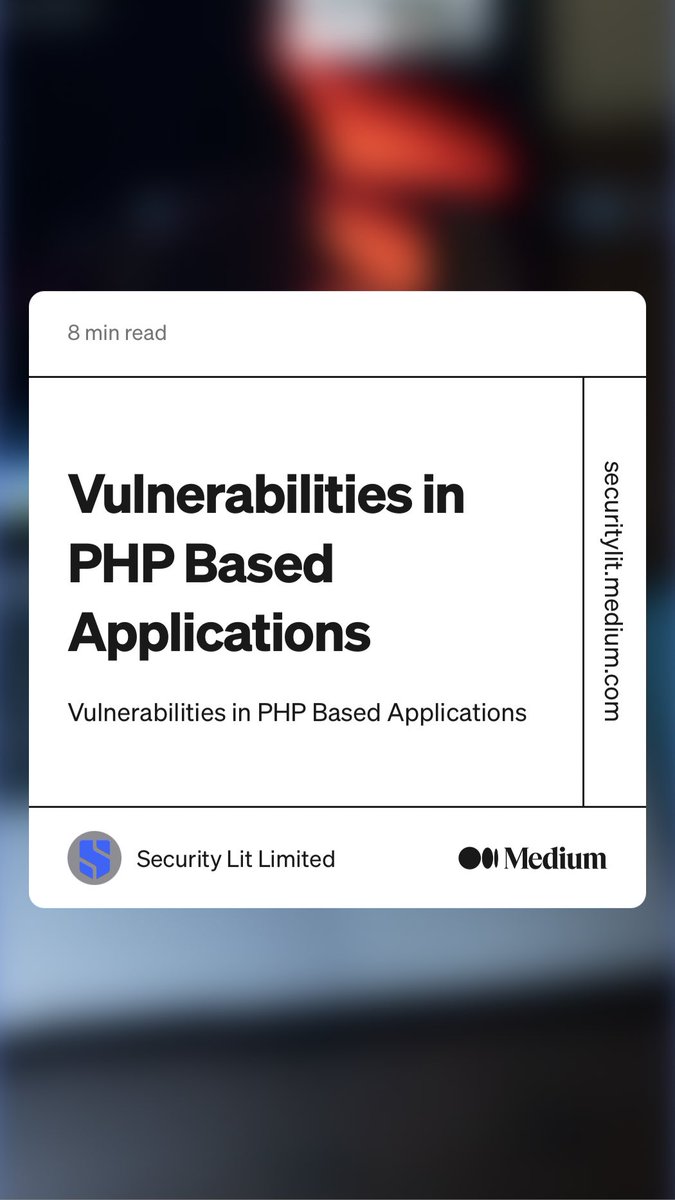 8 min read
Vulnerabilities in
PHP Based
Applications
Vulnerabilities in PHP Based Applications
securitylit.medium.com
Security Lit Limited
Medium